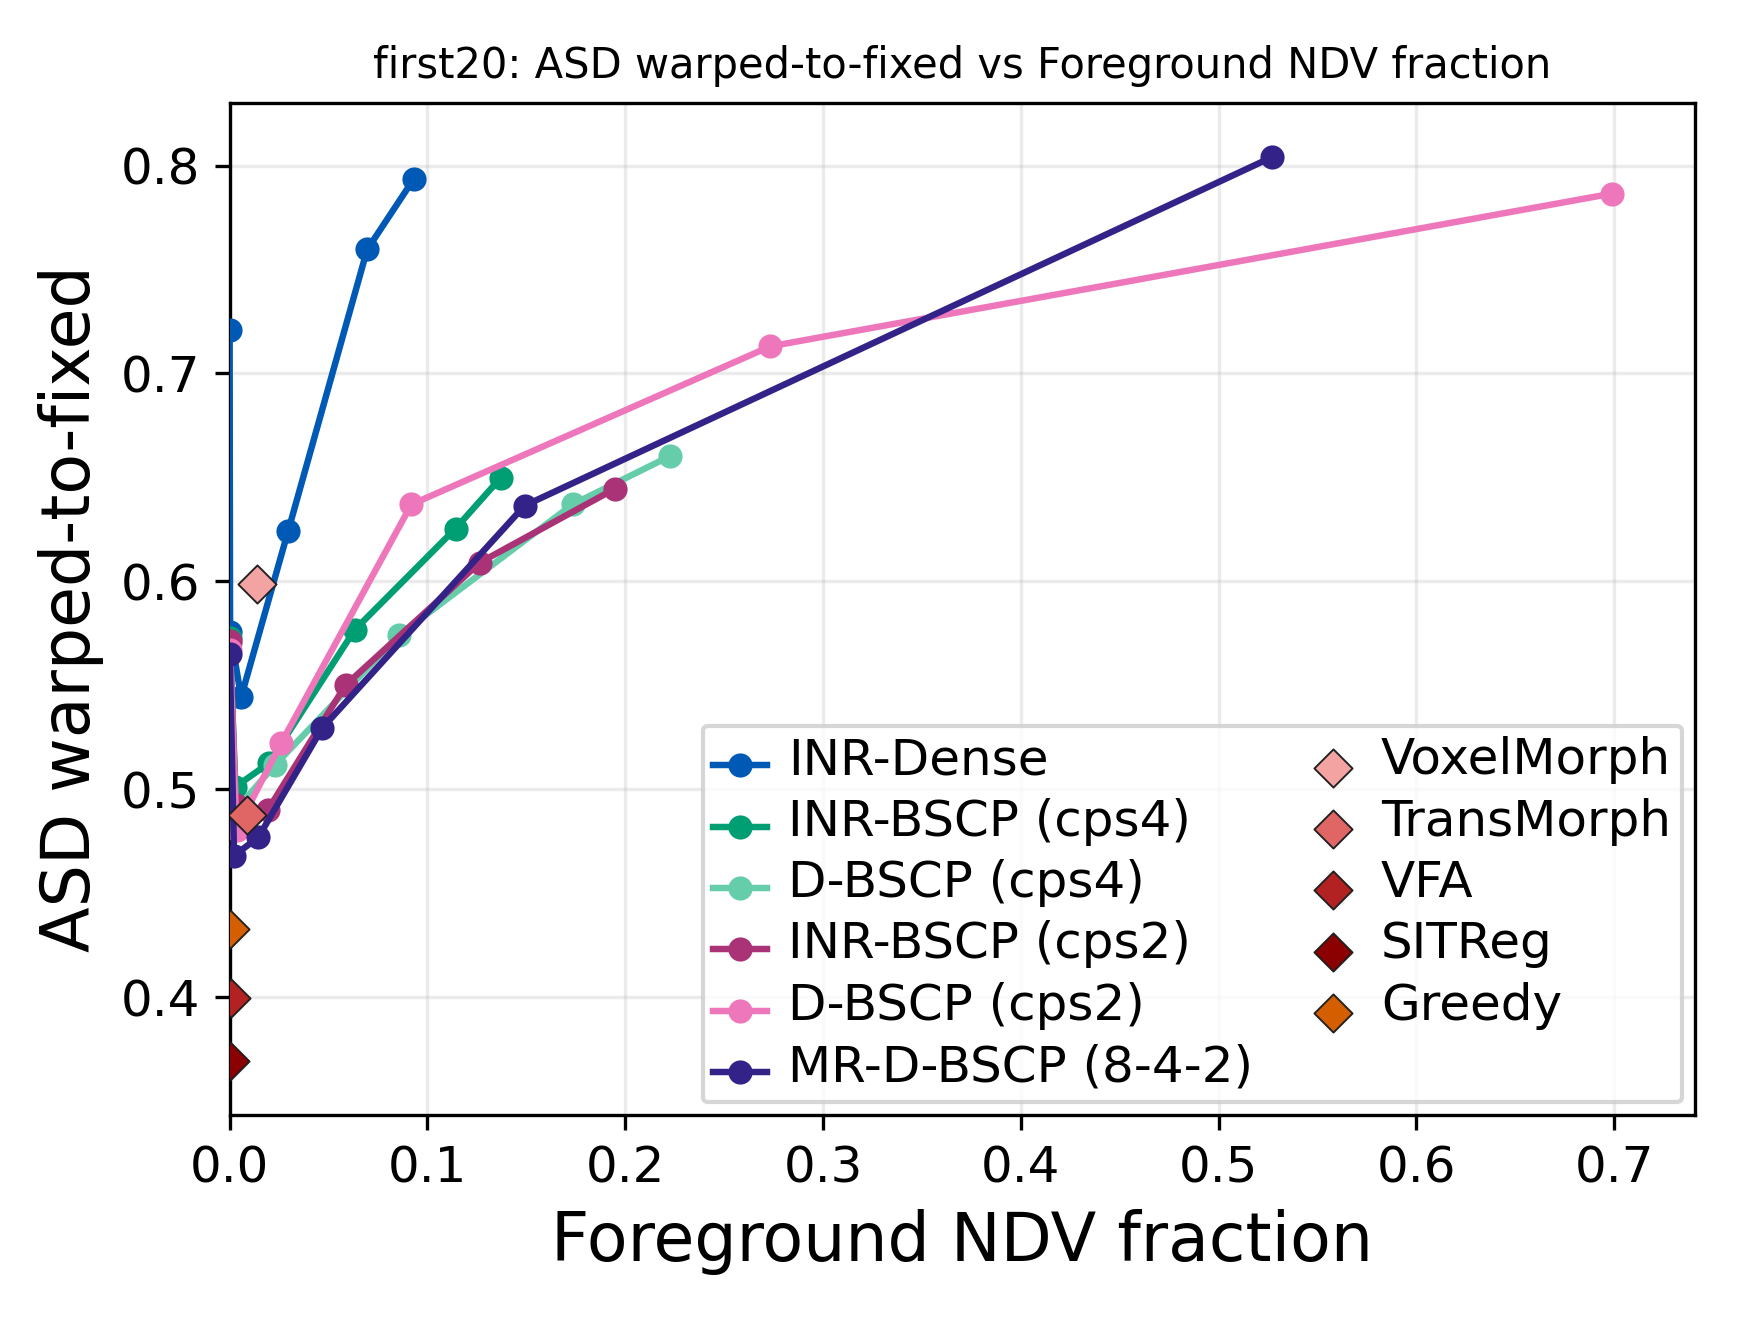 first20: ASD warped-to-fixed vs Foreground NDV fraction
ASD warped-to-fixed
0.8
0.7
0.6
0.5
0.4
INR-Dense
INR-BSCP (cps4)
D-BSCP (cps4)
INR-BSCP (cps2)
D-BSCP (cps2)
MR-D-BSCP (8-4-2)
VoxelMorph
TransMorph
VFA
SITReg
Greedy
0.0 0.1 0.2 0.3 0.4 0.5 0.6 0.7
Foreground NDV fraction